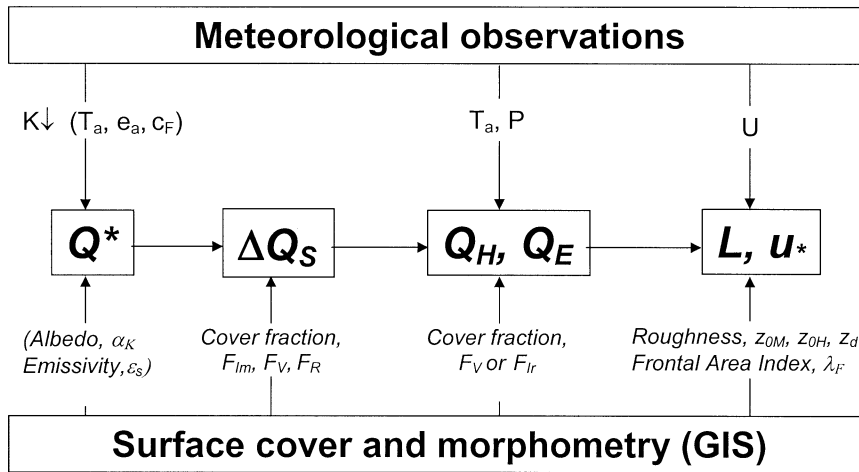 Meteorological observations
K↓ (Tₐ, eₐ, c_F)
Tₐ, P
U
Q*
ΔQ_S
Q_H, Q_E
L, u*
(Albedo, α_K
Emissivity, ε_s)
Cover fraction,
F_Im, F_V, F_R
Cover fraction,
F_V or F_Ir
Roughness, z_0M, z_0H, z_d
Frontal Area Index, λ_F
Surface cover and morphometry (GIS)